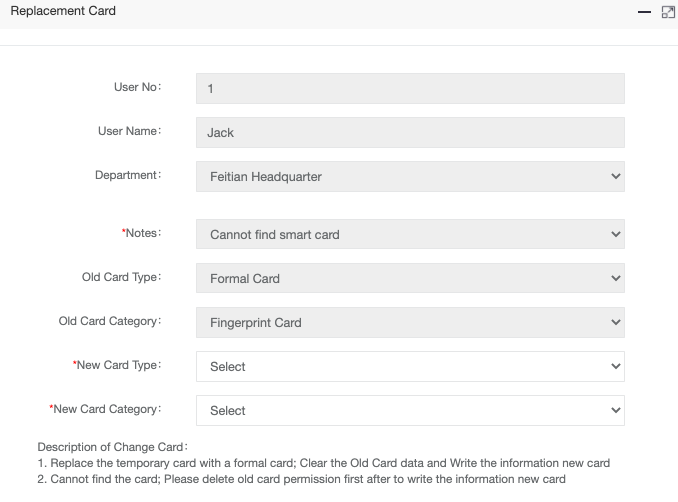 Replacement Card
User No：
1
User Name：
Jack
Department：
Feitian Headquarter
*Notes：
Cannot find smart card
Old Card Type：
Formal Card
Old Card Category：
Fingerprint Card
*New Card Type：
Select
*New Card Category：
Select
Description of Change Card：
1. Replace the temporary card with a formal card; Clear the Old Card data and Write the information new card
2. Cannot find the card; Please delete old card permission first after to write the information new card